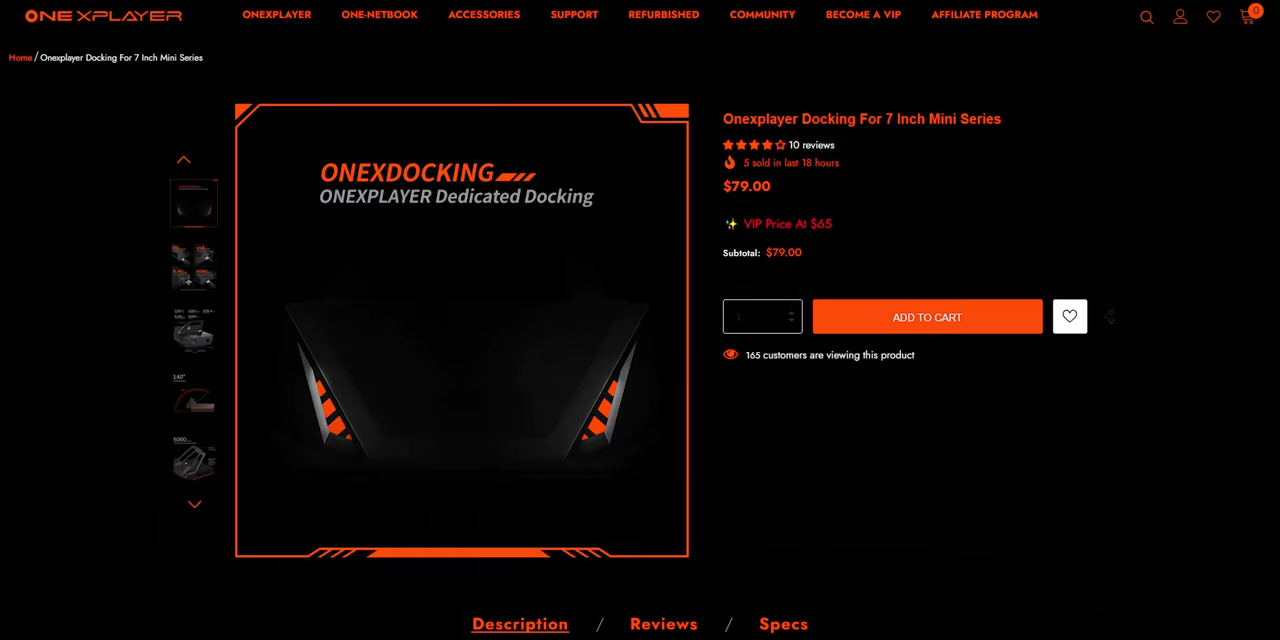 ONEXPLAYER
ONEXPLAYER ONE-NETBOOK ACCESSORIES SUPPORT REFURBISHED COMMUNITY BECOME A VIP AFFILIATE PROGRAM
0
Home / Onexplayer Docking For 7 Inch Mini Series
ONEXDOCKING
ONEXPLAYER Dedicated Docking
140°
6000
Onexplayer Docking For 7 Inch Mini Series
10 reviews
5 sold in last 18 hours
$79.00
✨ VIP Price At $65
Subtotal: $79.00
1
ADD TO CART
165 customers are viewing this product
Description / Reviews / Specs